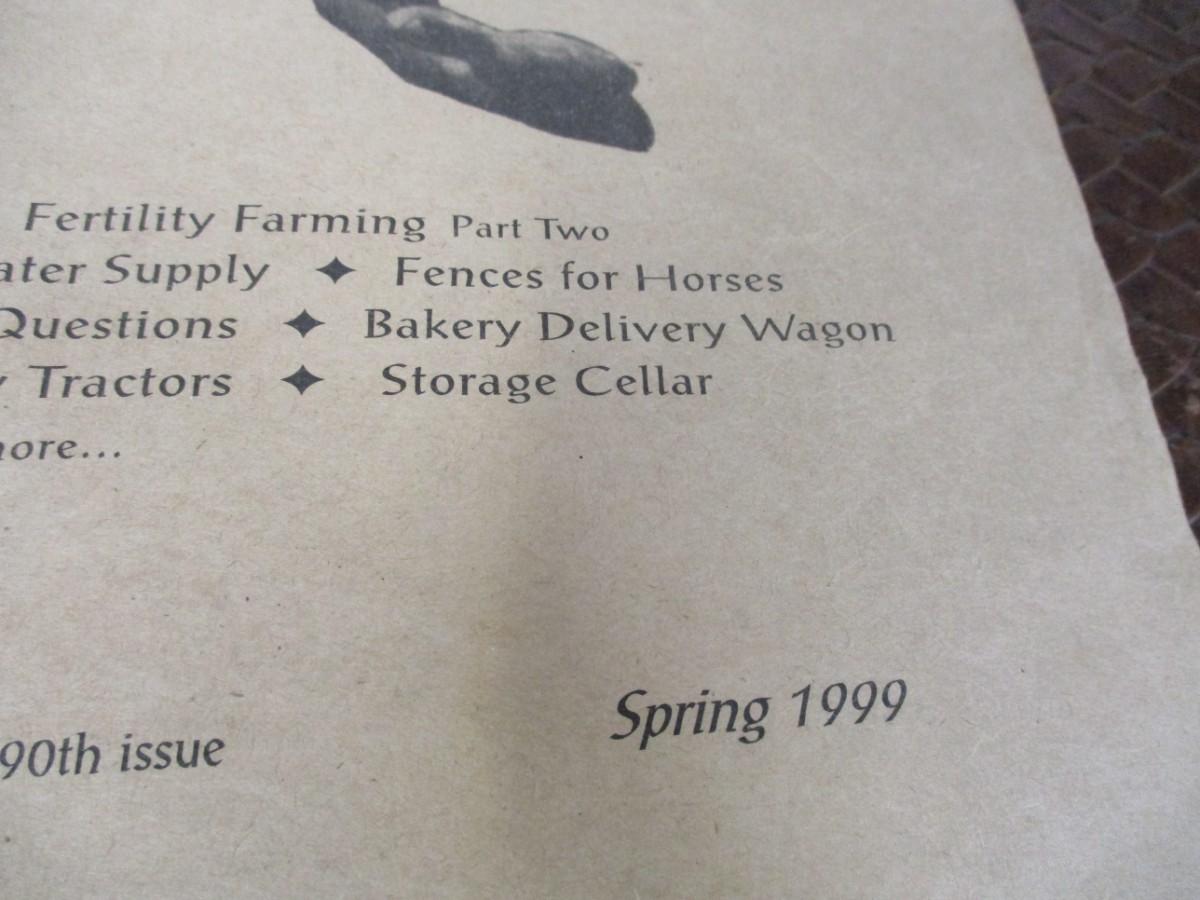 Fertility Farming Part Two
ater Supply ✦ Fences for Horses
Questions ✦ Bakery Delivery Wagon
Tractors ✦ Storage Cellar
ore...
90th issue
Spring 1999